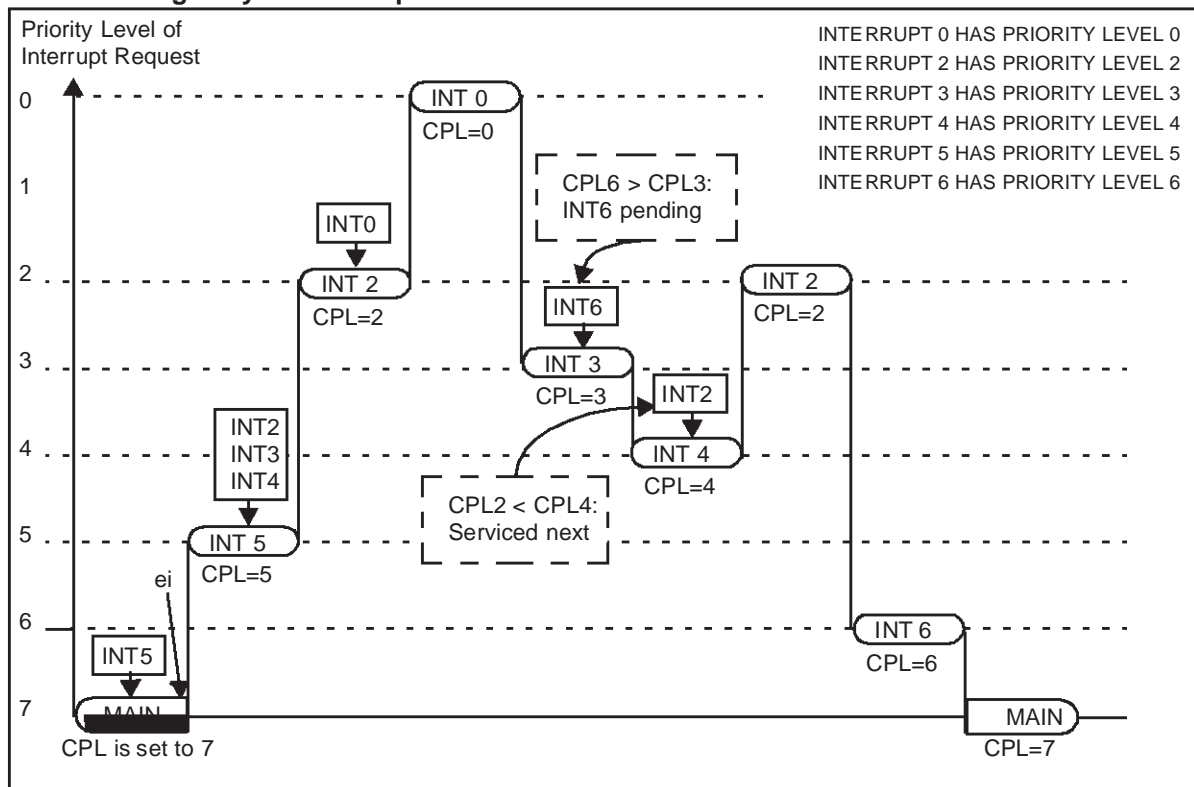 Priority Level of
Interrupt Request
INTERRUPT 0 HAS PRIORITY LEVEL 0
INTERRUPT 2 HAS PRIORITY LEVEL 2
INTERRUPT 3 HAS PRIORITY LEVEL 3
INTERRUPT 4 HAS PRIORITY LEVEL 4
INTERRUPT 5 HAS PRIORITY LEVEL 5
INTERRUPT 6 HAS PRIORITY LEVEL 6
0
INT 0
CPL=0
1
CPL6 > CPL3:
INT6 pending
INT0
2
INT 2
CPL=2
INT 2
CPL=2
INT6
3
INT 3
CPL=3
INT2
INT2
INT3
INT4
4
INT 4
CPL=4
CPL2 < CPL4:
Serviced next
5
INT 5
CPL=5
ei
6
INT 6
CPL=6
INT5
7
MAIN
CPL is set to 7
MAIN
CPL=7